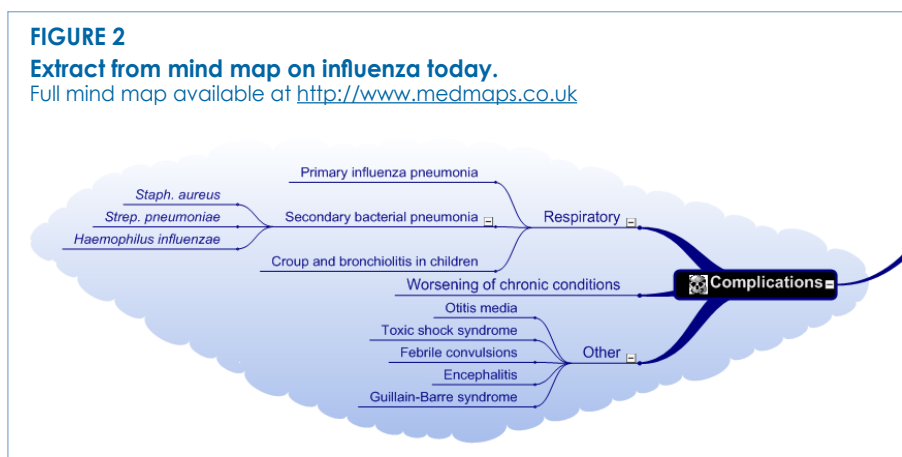 FIGURE 2
Extract from mind map on influenza today.
Full mind map available at http://www.medmaps.co.uk
Primary influenza pneumonia
Staph. aureus
Strep. pneumoniae
Haemophilus influenzae
Secondary bacterial pneumonia
Respiratory
Croup and bronchiolitis in children
Worsening of chronic conditions
Complications
Otitis media
Toxic shock syndrome
Febrile convulsions
Encephalitis
Guillain-Barre syndrome
Other